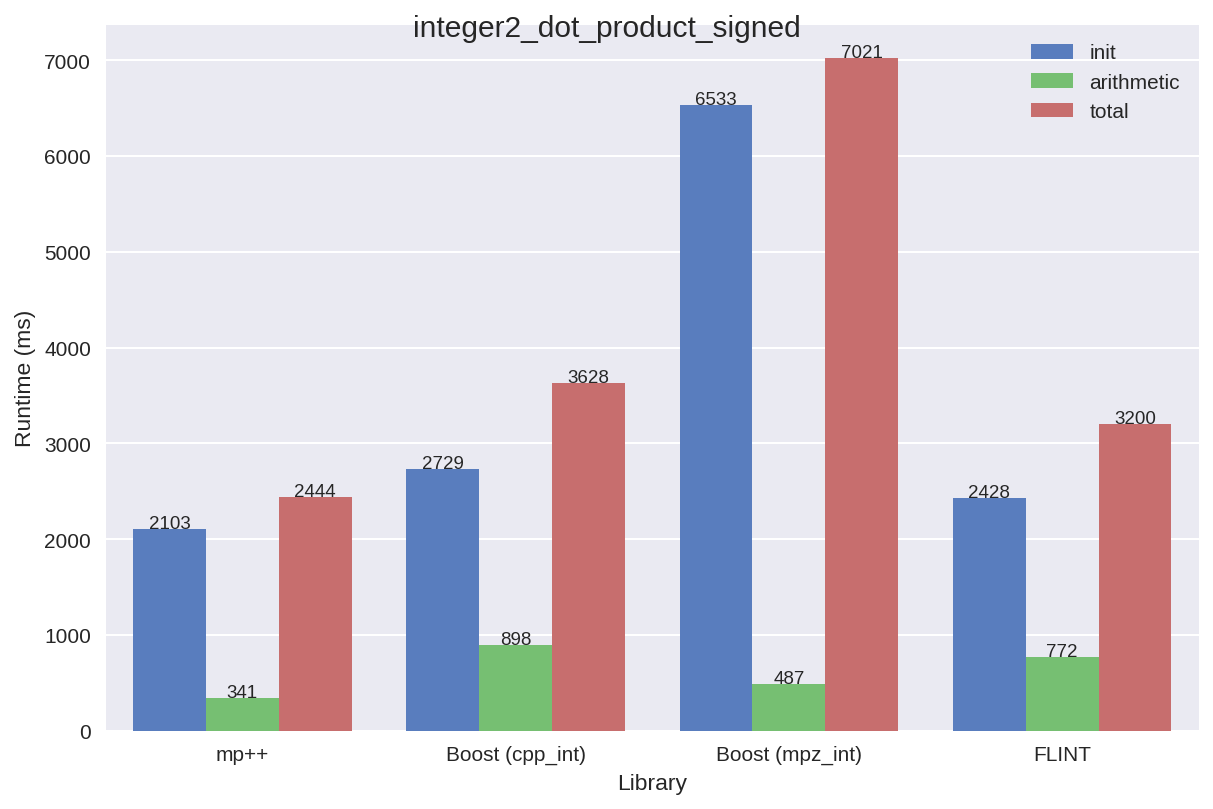 integer2_dot_product_signed
init
arithmetic
total
Runtime (ms)
7000
6000
5000
4000
3000
2000
1000
0
2103
341
2444
2729
898
3628
6533
487
7021
2428
772
3200
mp++
Boost (cpp_int)
Boost (mpz_int)
FLINT
Library